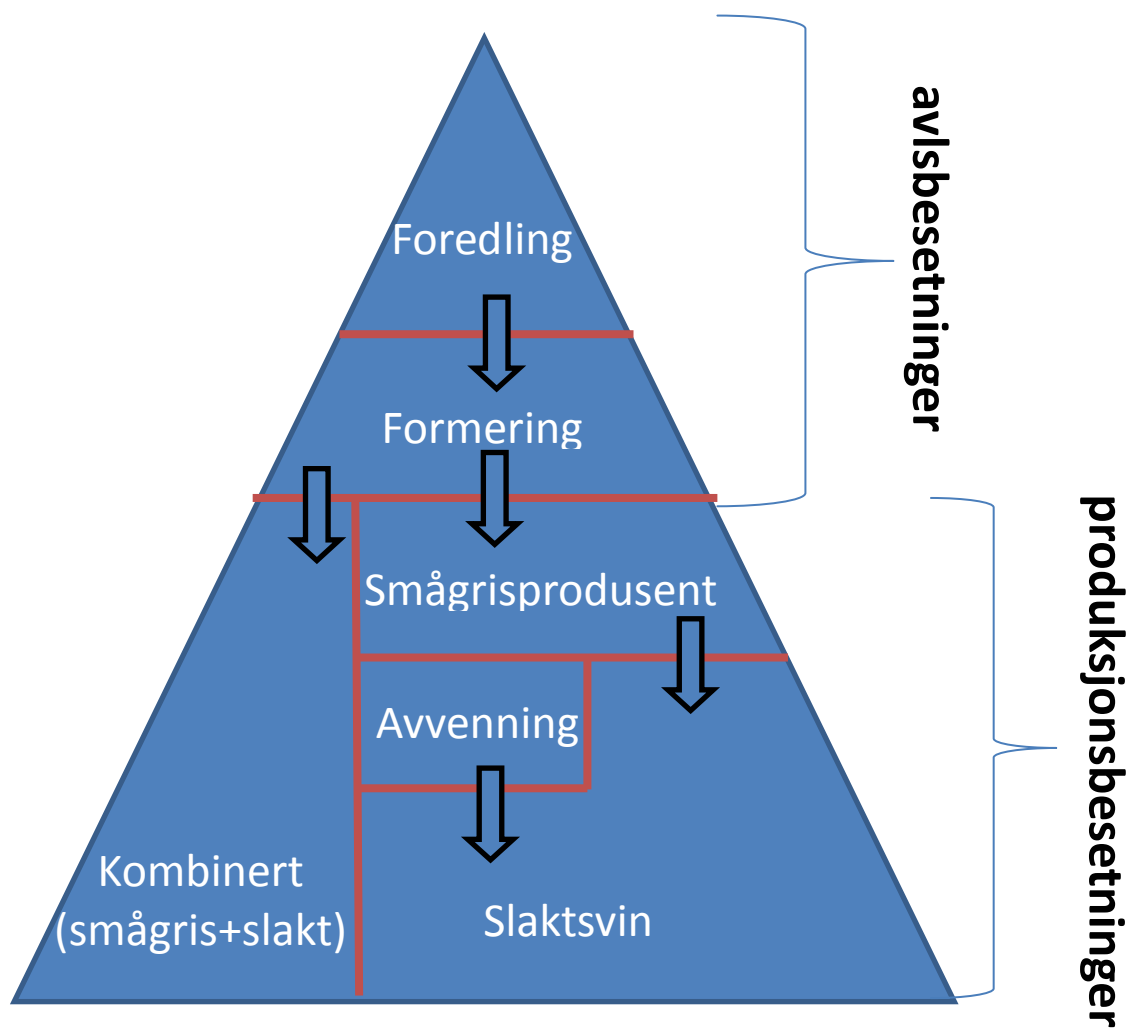 Foredling
Formering
Smågrisprodusent
Avvenning
Kombinert
(smågris+slakt)
Slaktsvin
avlsbesetninger
produksjonsbesetninger